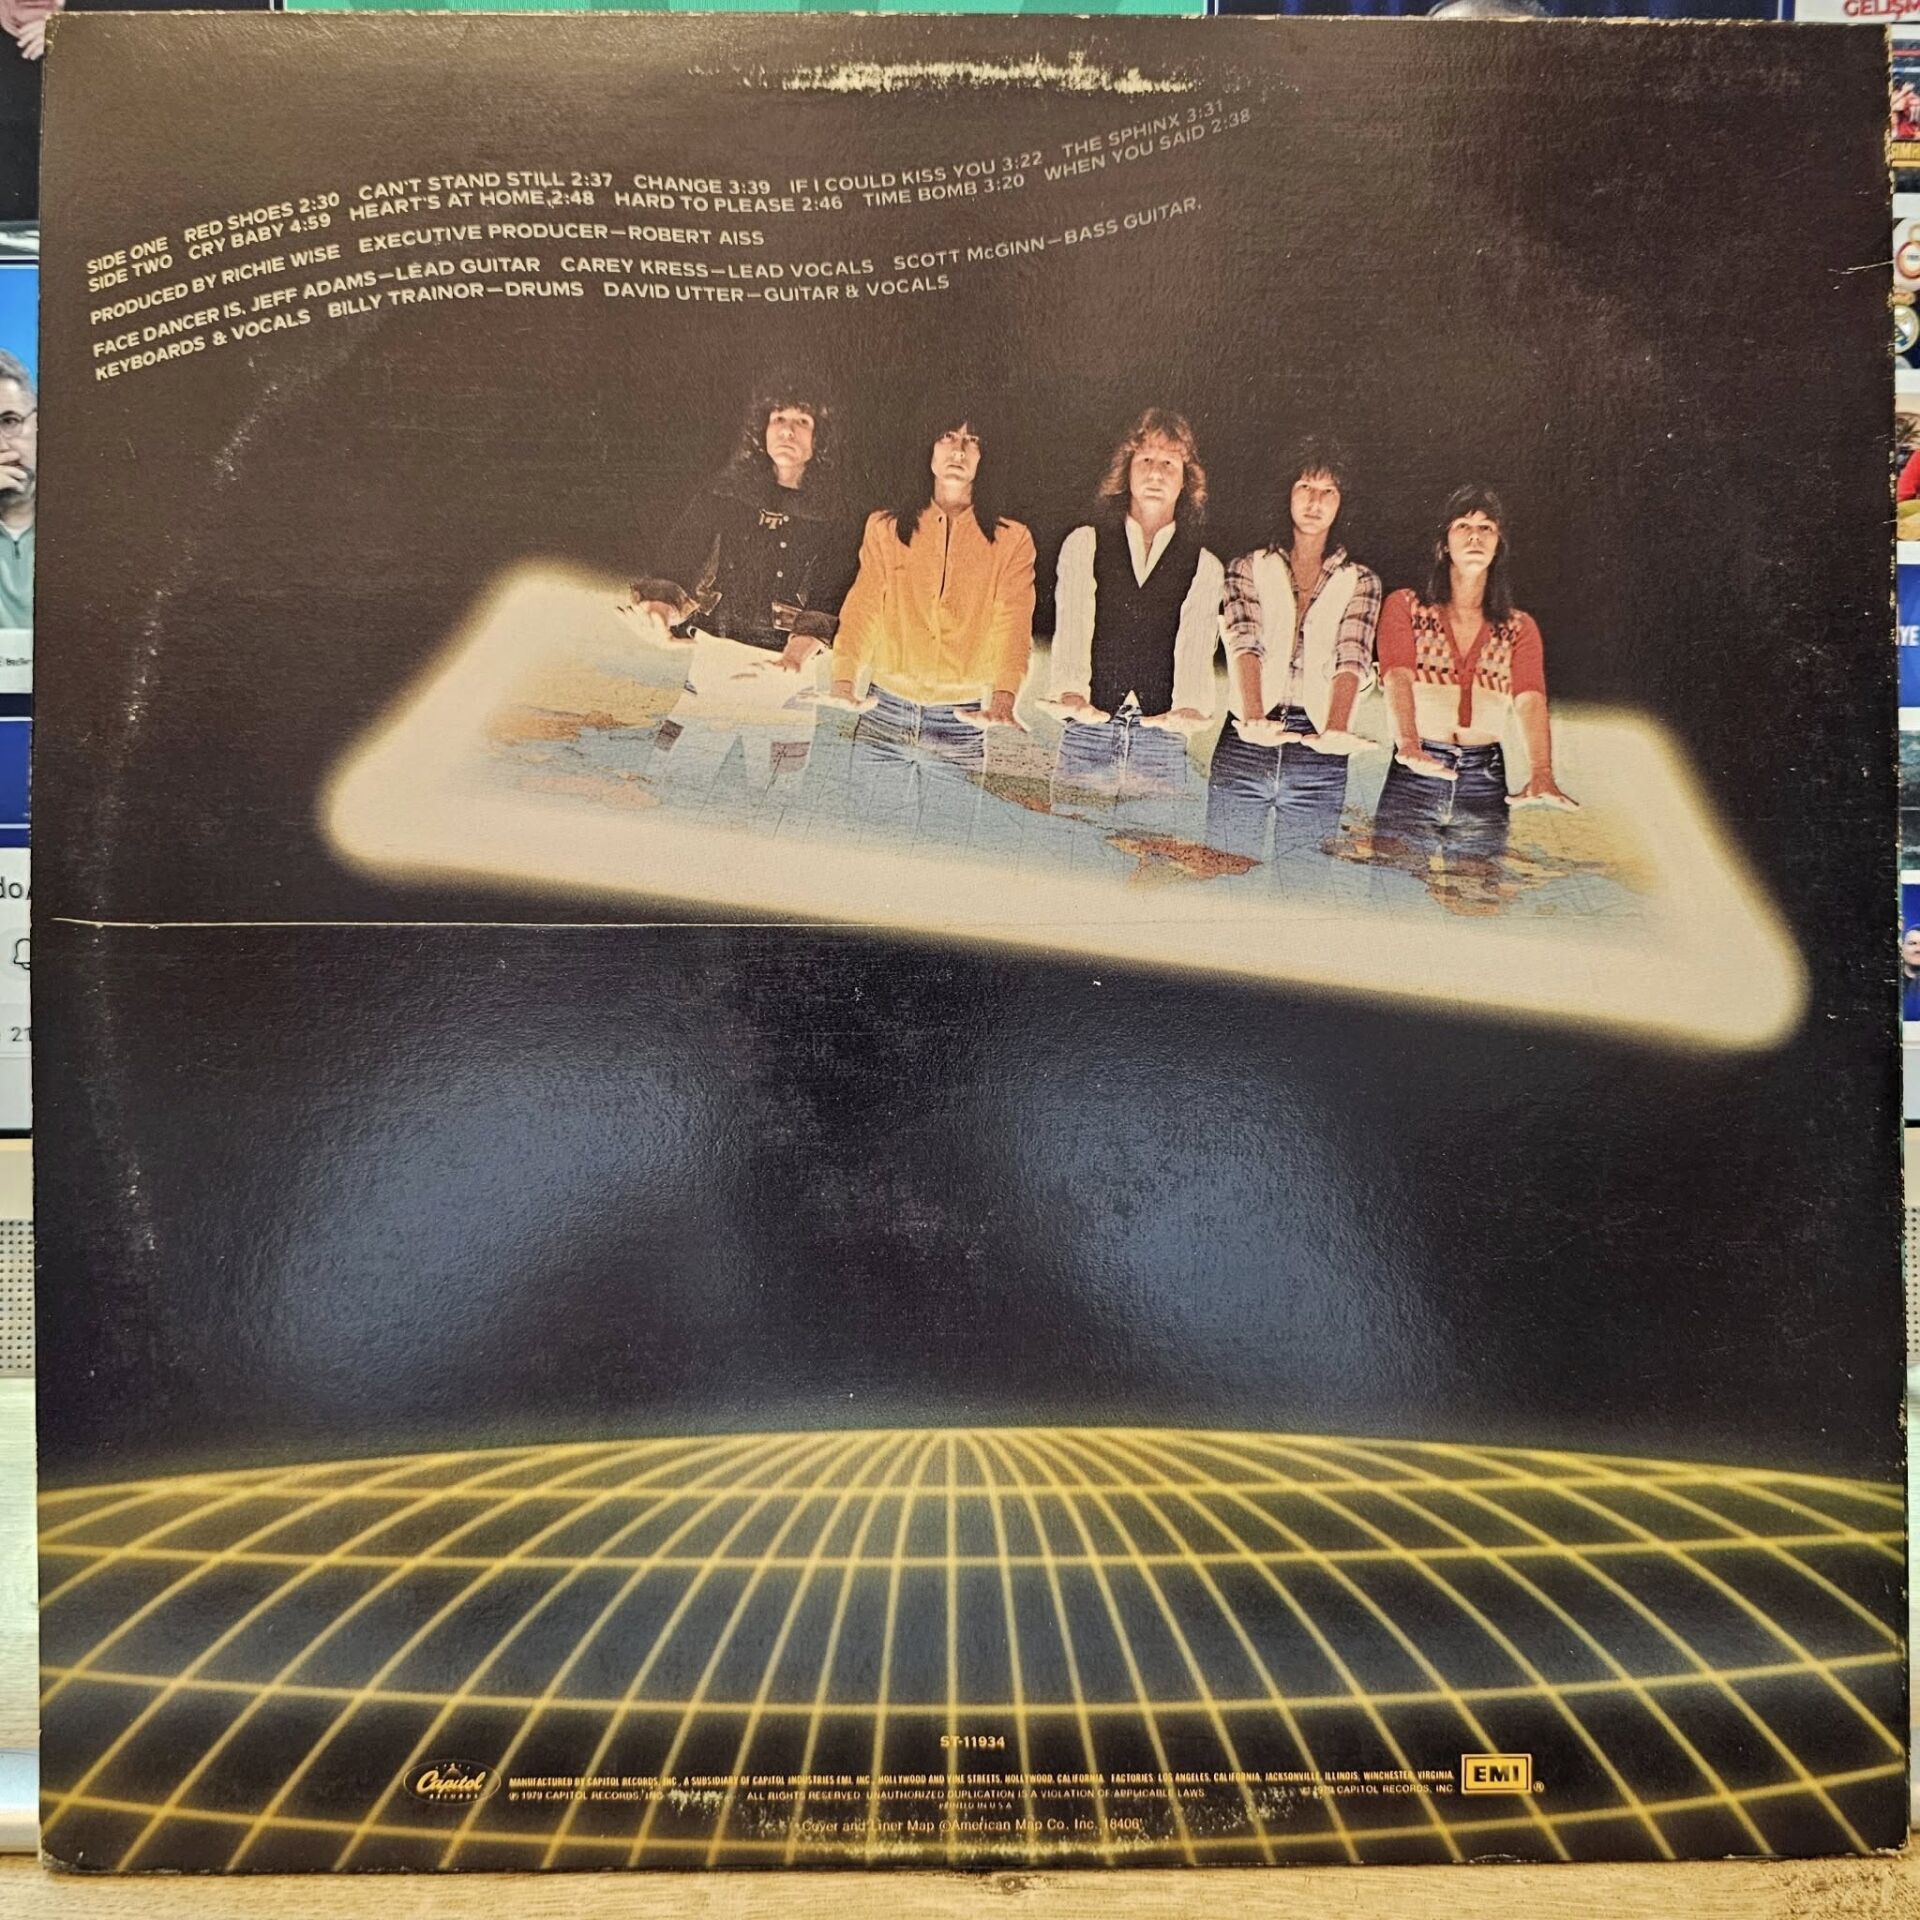 SIDE ONE RED SHOES 2:30 CAN'T STAND STILL 2:37 CHANGE 3:39 IF I COULD KISS YOU 3:22 THE SPHINX 3:31
SIDE TWO CRY BABY 4:59 HEART'S AT HOME 2:48 HARD TO PLEASE 2:46 TIME BOMB 3:20 WHEN YOU SAID 2:38
PRODUCED BY RICHIE WISE EXECUTIVE PRODUCER—ROBERT AISS
FACE DANCER IS, JEFF ADAMS—LEAD GUITAR CAREY KRESS—LEAD VOCALS SCOTT McGINN—BASS GUITAR,
KEYBOARDS & VOCALS BILLY TRAINOR—DRUMS DAVID UTTER—GUITAR & VOCALS
ST-11934
Capitol
RECORDS
MANUFACTURED BY CAPITOL RECORDS, INC., A SUBSIDIARY OF CAPITOL INDUSTRIES EMI, INC., HOLLYWOOD AND VINE STREETS, HOLLYWOOD, CALIFORNIA. FACTORIES: LOS ANGELES, CALIFORNIA, JACKSONVILLE, ILLINOIS, WINCHESTER, VIRGINIA.
℗ 1979 CAPITOL RECORDS, INC. ALL RIGHTS RESERVED. UNAUTHORIZED DUPLICATION IS A VIOLATION OF APPLICABLE LAWS. © 1979 CAPITOL RECORDS, INC.
PRINTED IN U.S.A.
EMI ®
Cover and Liner Map ©American Map Co. Inc. 18406